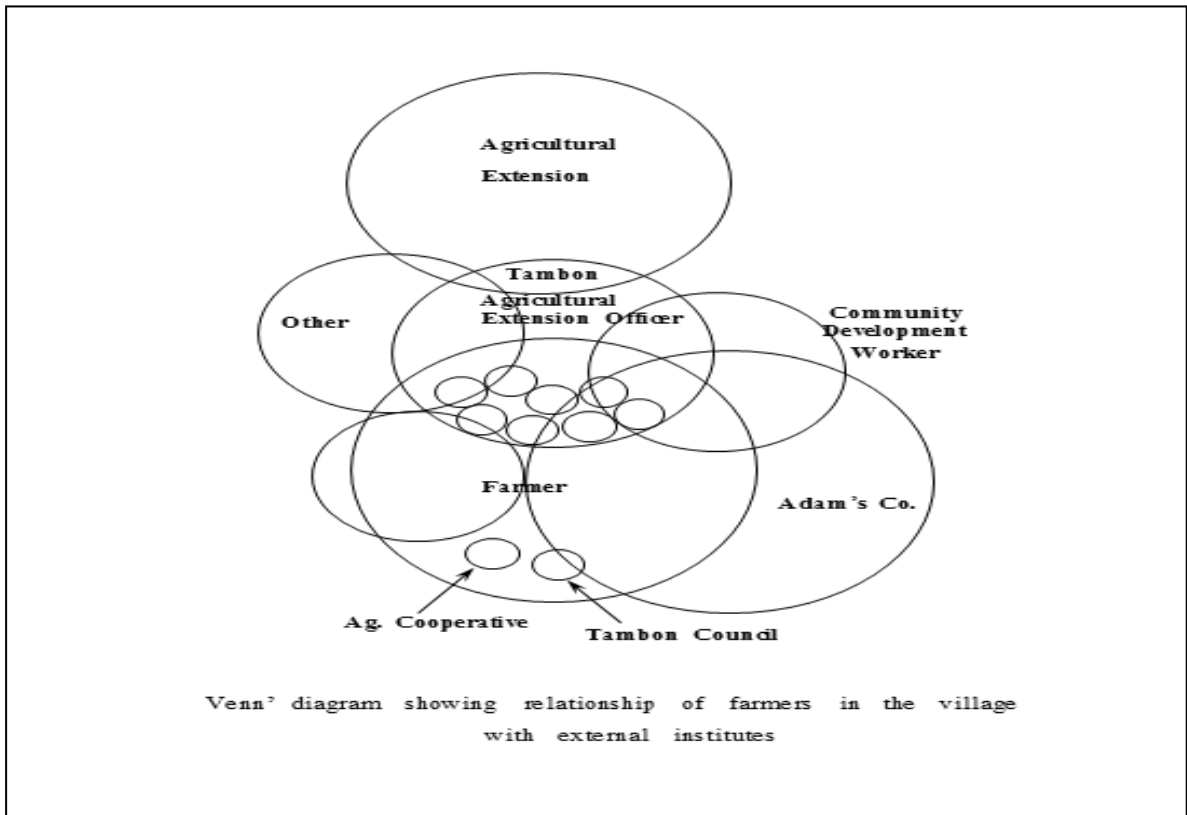 Agricultural
Extension
Tambon
Agricultural
Extension Officer
Other
Community
Development
Worker
Farmer
Adam's Co.
Ag. Cooperative
Tambon Council
Venn' diagram showing relationship of farmers in the village
with external institutes